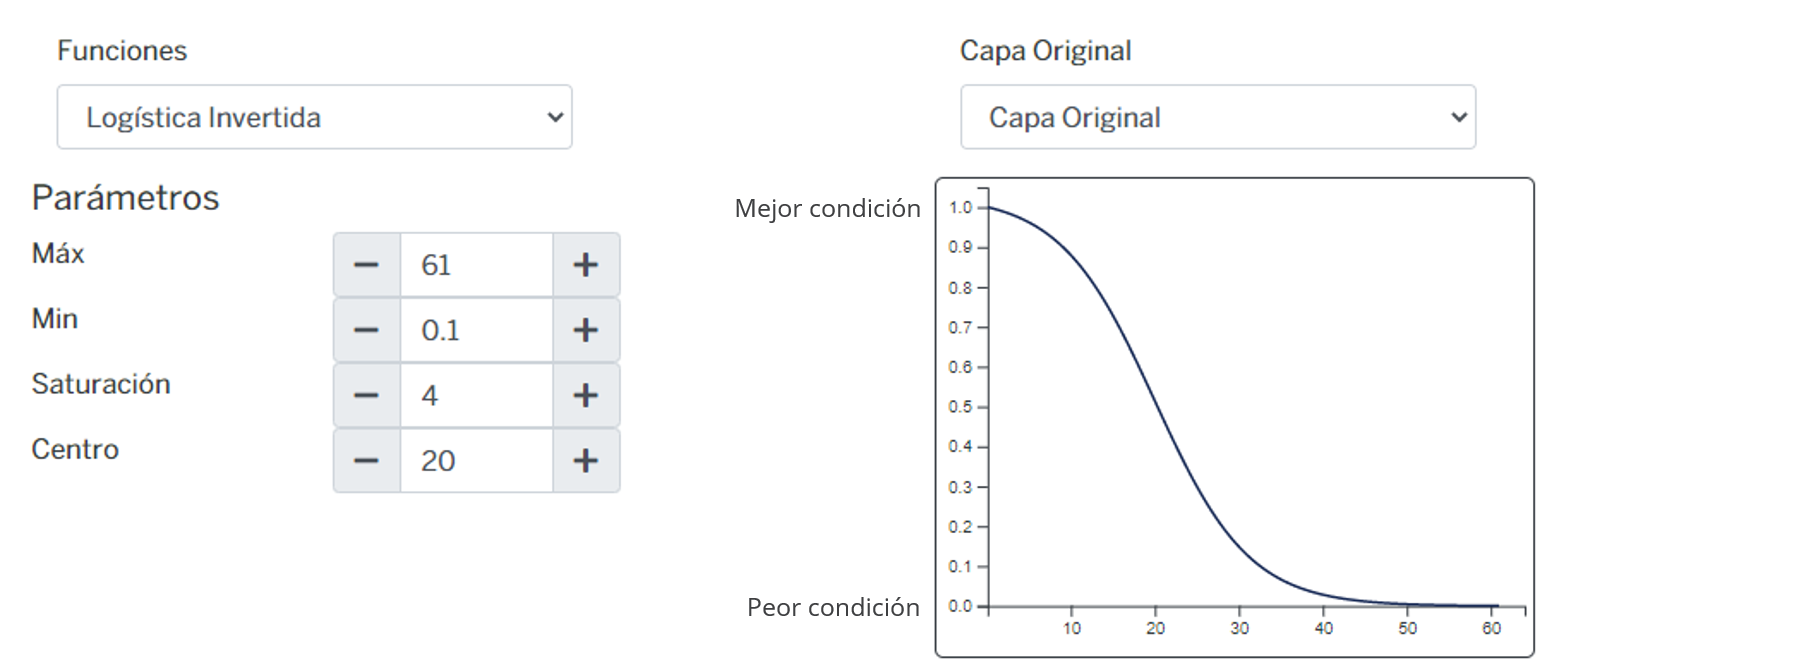 Funciones
Logística Invertida
Parámetros
Máx
61
Min
0.1
Saturación
4
Centro
20
Capa Original
Capa Original
Mejor condición
1.0
0.9
0.8
0.7
0.6
0.5
0.4
0.3
0.2
0.1
Peor condición
0.0
10 20 30 40 50 60